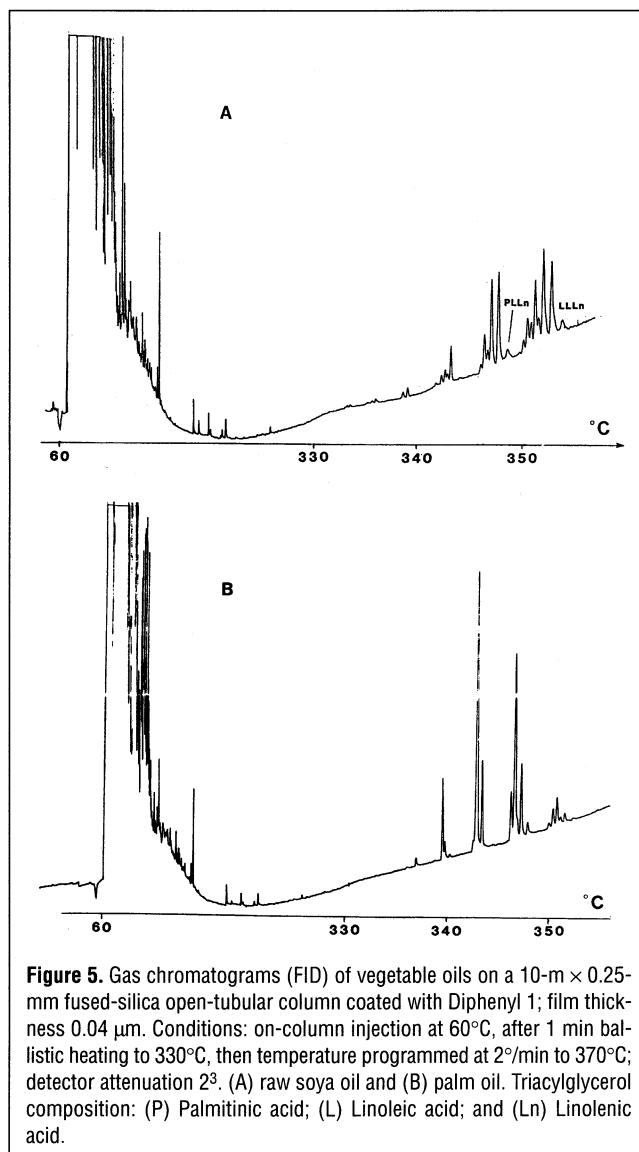 A
PLLn
LLLn
°C
60 330 340 350
B
°C
60 330 340 350
Figure 5. Gas chromatograms (FID) of vegetable oils on a 10-m × 0.25-
mm fused-silica open-tubular column coated with Diphenyl 1; film thick-
ness 0.04 μm. Conditions: on-column injection at 60°C, after 1 min bal-
listic heating to 330°C, then temperature programmed at 2°/min to 370°C;
detector attenuation 2³. (A) raw soya oil and (B) palm oil. Triacylglycerol
composition: (P) Palmitinic acid; (L) Linoleic acid; and (Ln) Linolenic
acid.